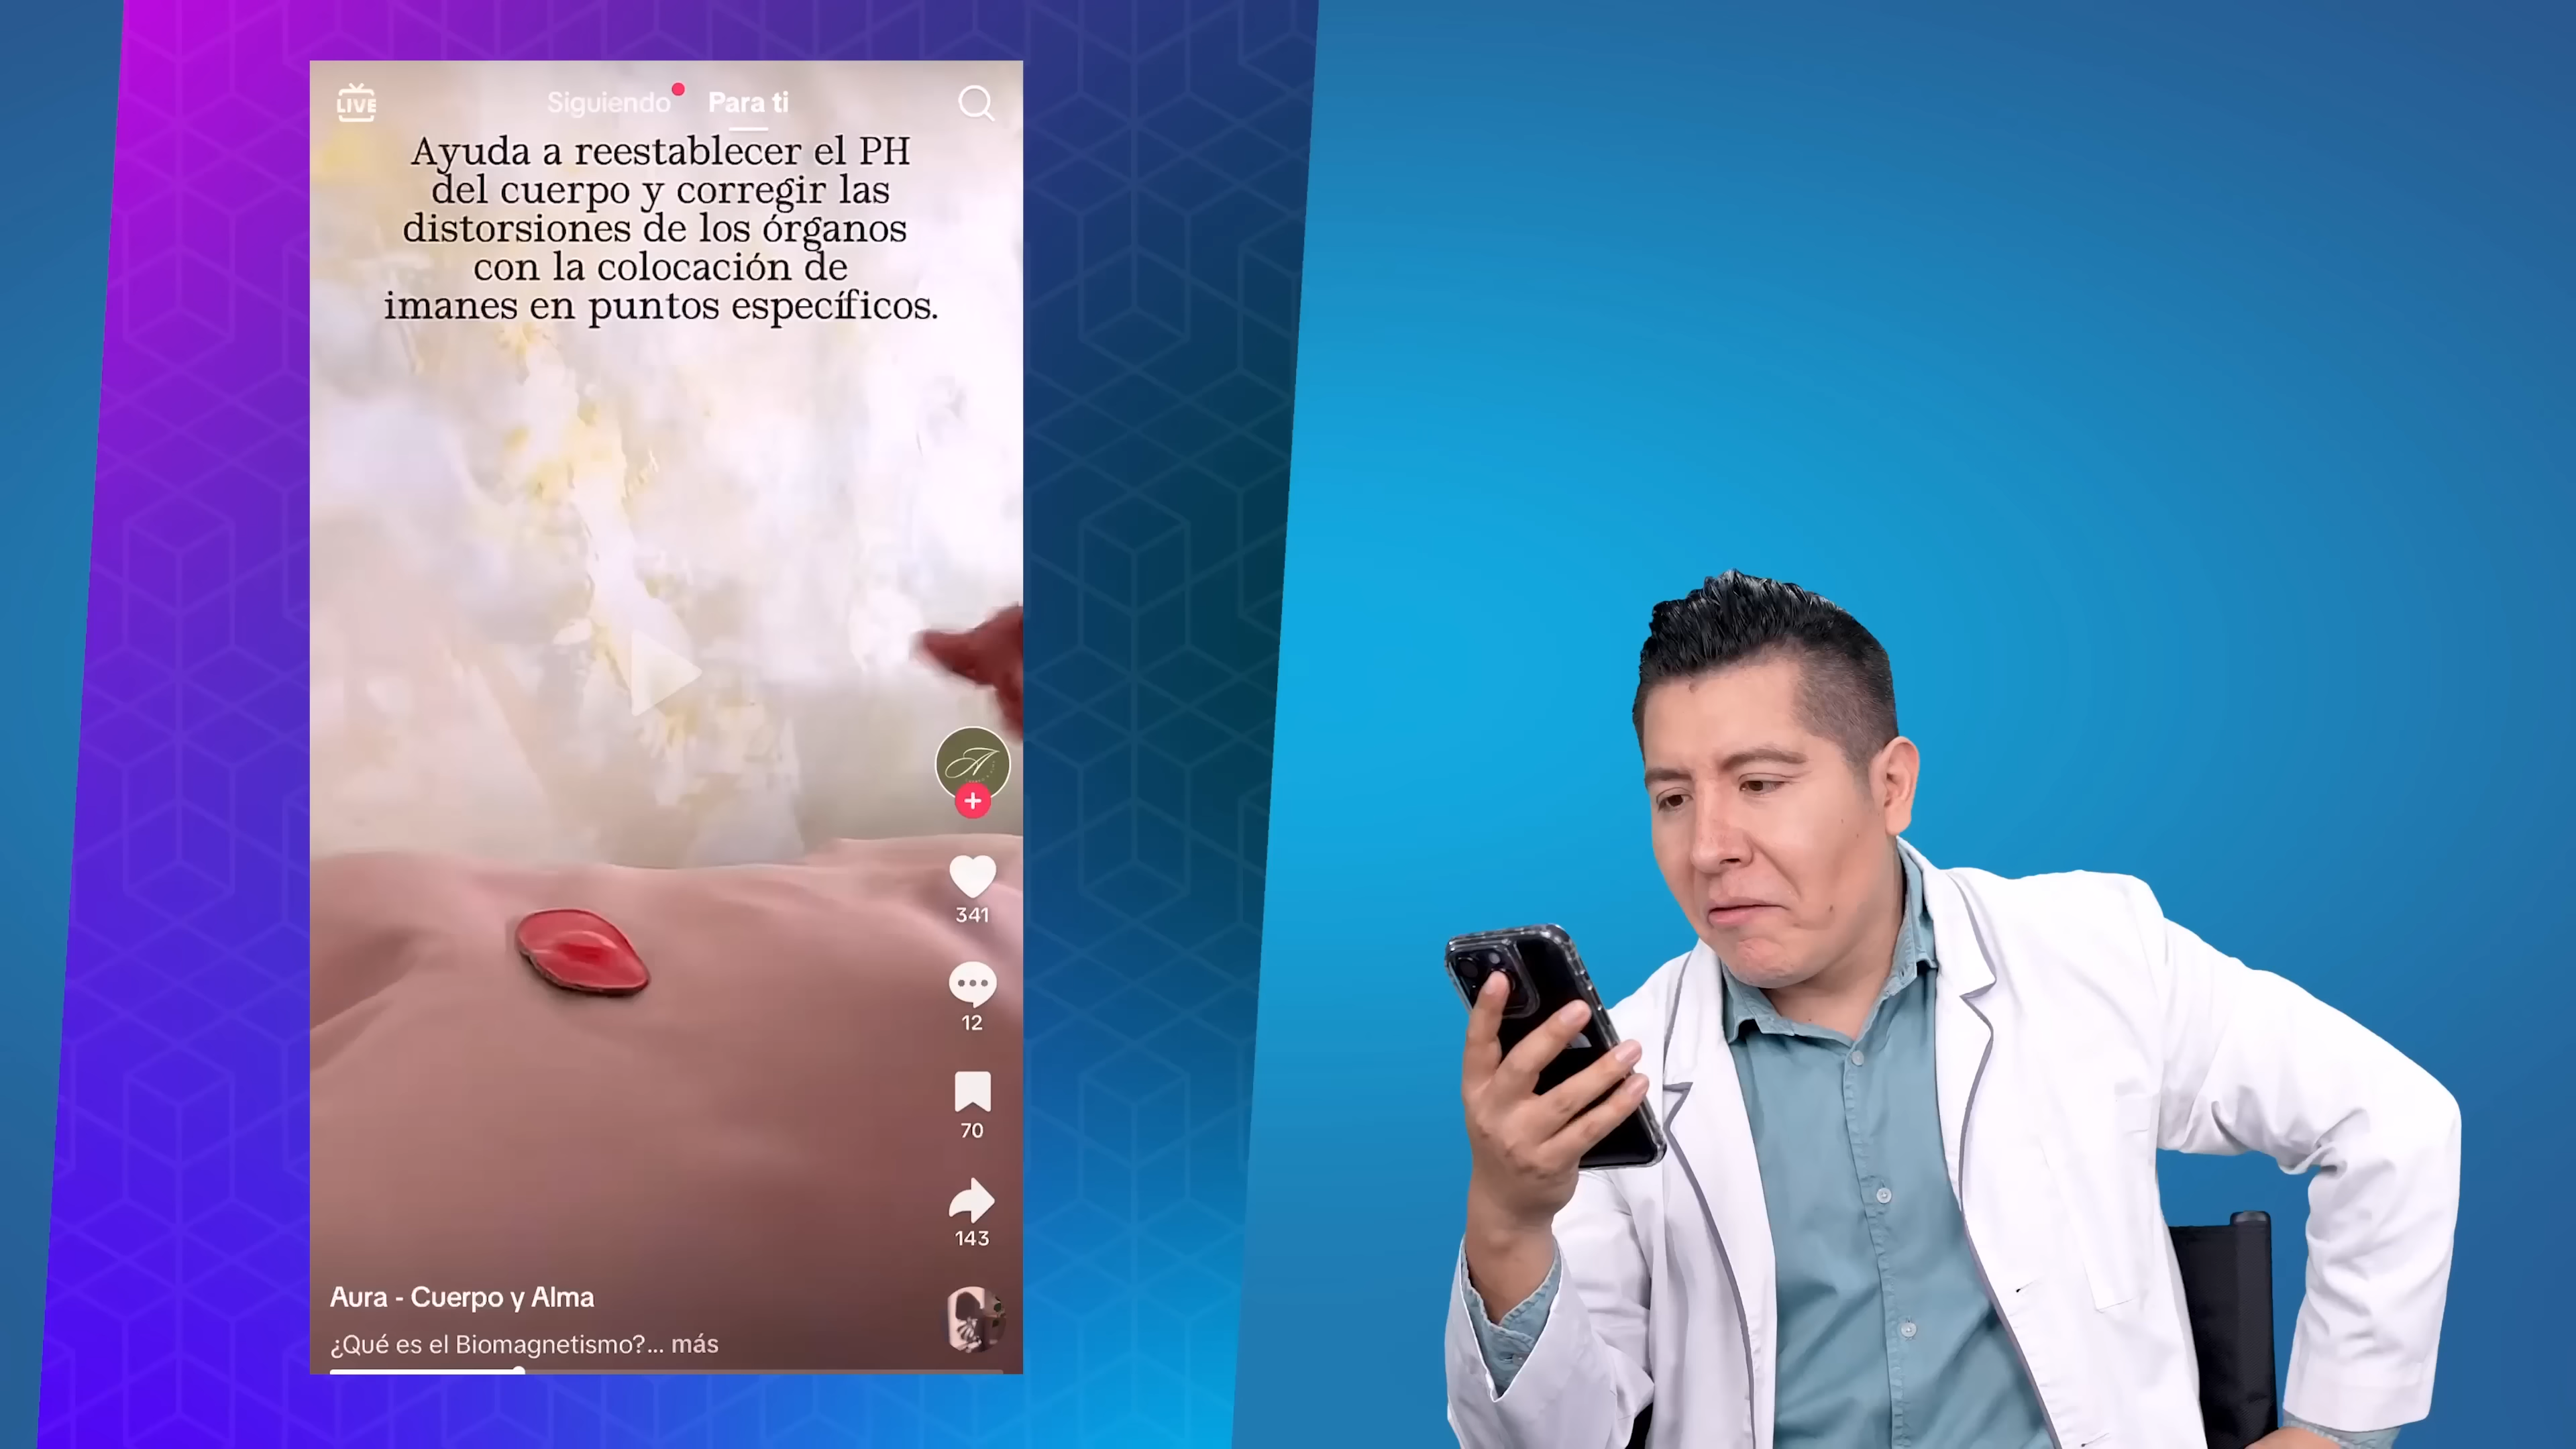 LIVE
Siguiendo
Para ti
Ayuda a reestablecer el PH
del cuerpo y corregir las
distorsiones de los órganos
con la colocación de
imanes en puntos específicos.
A
341
12
70
143
Aura - Cuerpo y Alma
¿Qué es el Biomagnetismo?... más